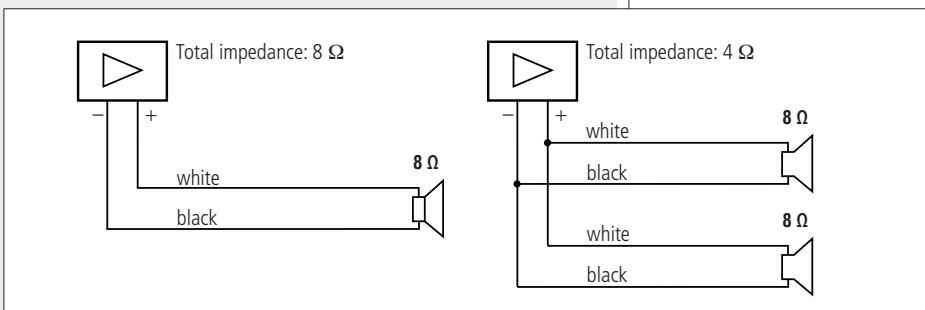 Total impedance: 8 Ω
− +
8 Ω
white
black
Total impedance: 4 Ω
− +
8 Ω
white
black
8 Ω
white
black